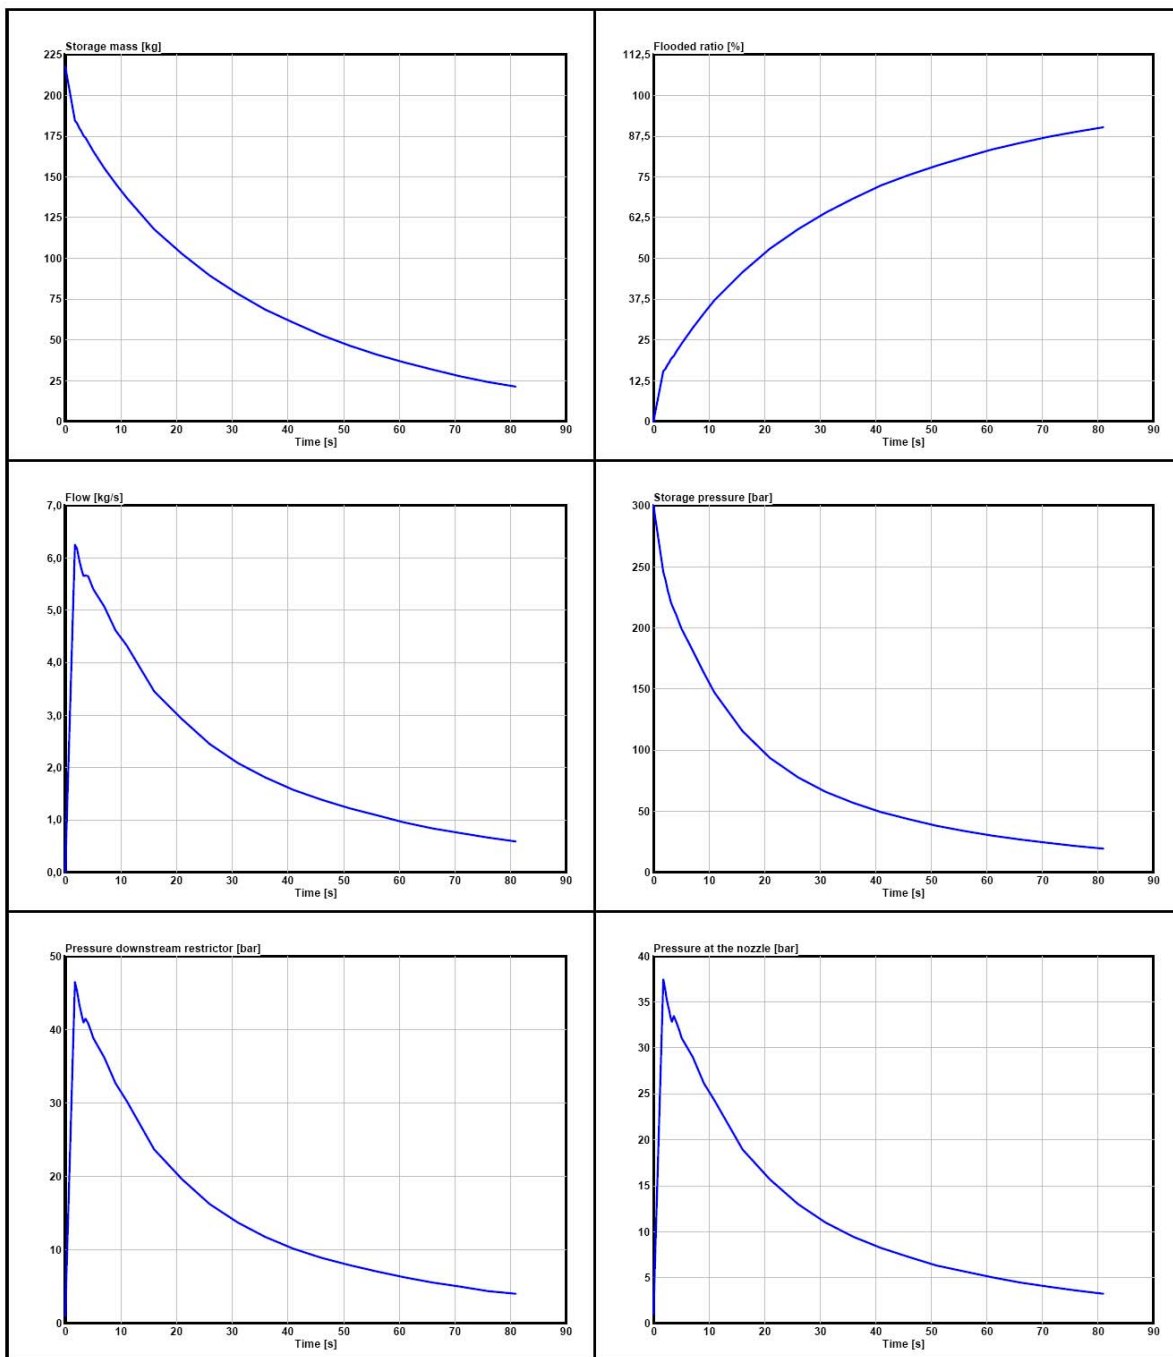 Storage mass [kg]
225
200
175
150
125
100
75
50
25
0
0 10 20 30 40 50 60 70 80 90
Time [s]
Flooded ratio [%]
112,5
100
87,5
75
62,5
50
37,5
25
12,5
0
0 10 20 30 40 50 60 70 80 90
Time [s]
Flow [kg/s]
7,0
6,0
5,0
4,0
3,0
2,0
1,0
0,0
0 10 20 30 40 50 60 70 80 90
Time [s]
Storage pressure [bar]
300
250
200
150
100
50
0
0 10 20 30 40 50 60 70 80 90
Time [s]
Pressure downstream restrictor [bar]
50
40
30
20
10
0
0 10 20 30 40 50 60 70 80 90
Time [s]
Pressure at the nozzle [bar]
40
35
30
25
20
15
10
5
0
0 10 20 30 40 50 60 70 80 90
Time [s]